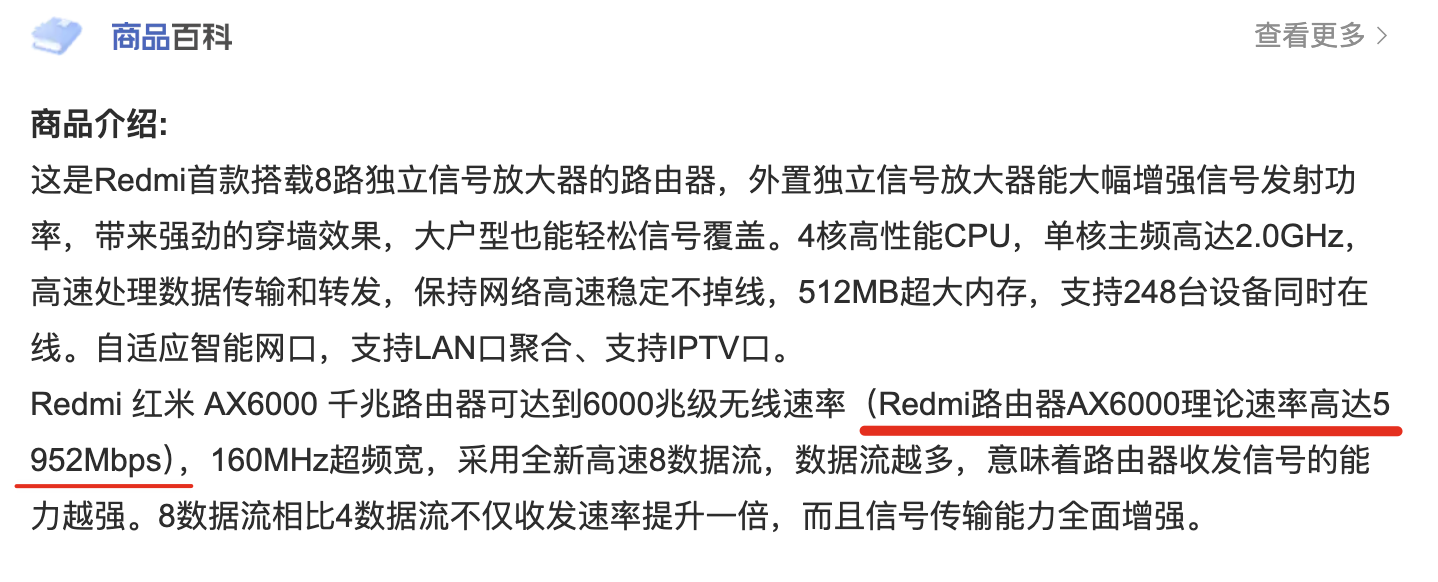 商品百科
查看更多
商品介绍:
这是Redmi首款搭载8路独立信号放大器的路由器，外置独立信号放大器能大幅增强信号发射功
率，带来强劲的穿墙效果，大户型也能轻松信号覆盖。4核高性能CPU，单核主频高达2.0GHz，
高速处理数据传输和转发，保持网络高速稳定不掉线，512MB超大内存，支持248台设备同时在
线。自适应智能网口，支持LAN口聚合、支持IPTV口。
Redmi 红米 AX6000 千兆路由器可达到6000兆级无线速率（Redmi路由器AX6000理论速率高达5
952Mbps），160MHz超频宽，采用全新高速8数据流，数据流越多，意味着路由器收发信号的能
力越强。8数据流相比4数据流不仅收发速率提升一倍，而且信号传输能力全面增强。